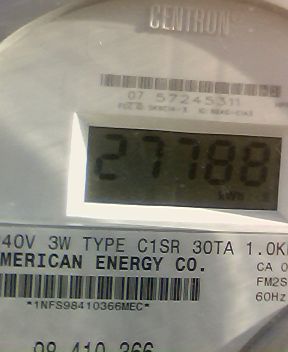 CENTRON
07 57245311
27788
kWh
40V 3W TYPE C1SR 30TA 1.0K
MERICAN ENERGY CO.
CA 0
FM2S
60Hz
*1NFS98410366MEC*
98 410 366